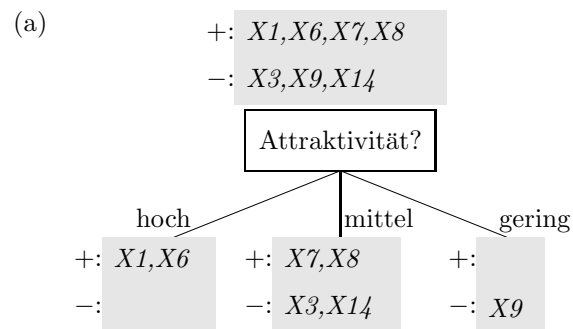 (a)
+: X1,X6,X7,X8
−: X3,X9,X14
Attraktivität?
hoch mittel gering
+: X1,X6 +: X7,X8 +:
−: −: X3,X14 −: X9